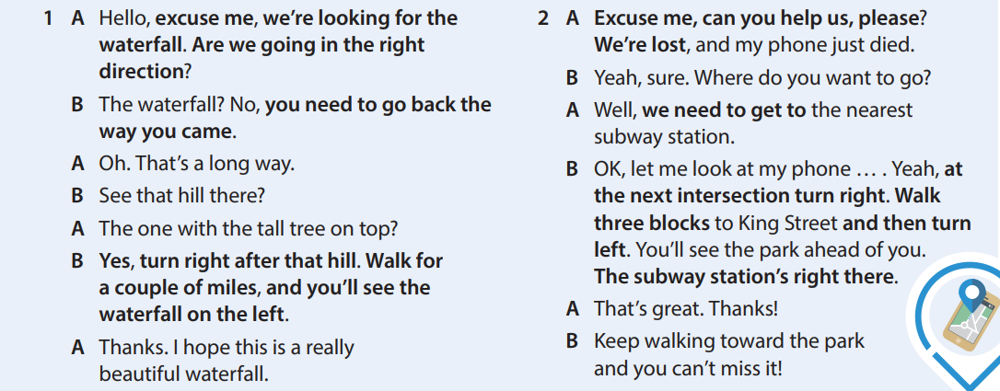 1 A Hello, excuse me, we’re looking for the
waterfall. Are we going in the right
direction?
B The waterfall? No, you need to go back the
way you came.
A Oh. That’s a long way.
B See that hill there?
A The one with the tall tree on top?
B Yes, turn right after that hill. Walk for
a couple of miles, and you’ll see the
waterfall on the left.
A Thanks. I hope this is a really
beautiful waterfall.
2 A Excuse me, can you help us, please?
We’re lost, and my phone just died.
B Yeah, sure. Where do you want to go?
A Well, we need to get to the nearest
subway station.
B OK, let me look at my phone … . Yeah, at
the next intersection turn right. Walk
three blocks to King Street and then turn
left. You’ll see the park ahead of you.
The subway station’s right there.
A That’s great. Thanks!
B Keep walking toward the park
and you can’t miss it!